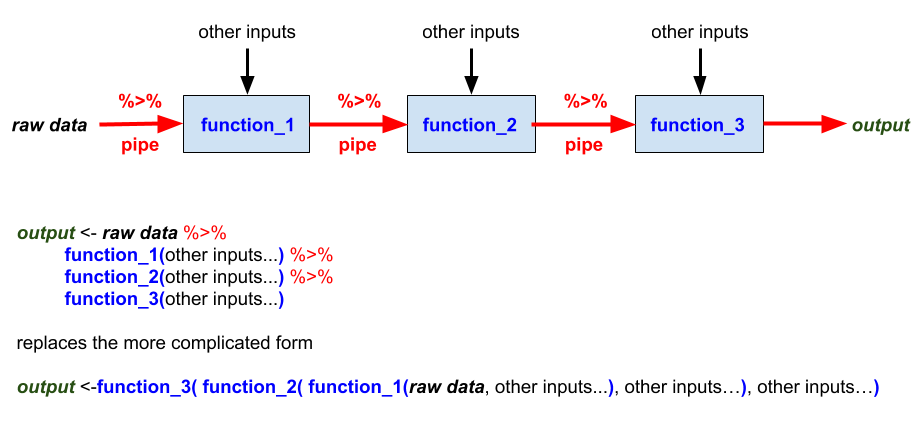 other inputs other inputs other inputs
%>% %>% %>%
raw data function_1 function_2 function_3 output
pipe pipe pipe
output <- raw data %>%
function_1(other inputs...) %>%
function_2(other inputs...) %>%
function_3(other inputs...)
replaces the more complicated form
output <-function_3( function_2( function_1(raw data, other inputs...), other inputs…), other inputs…)